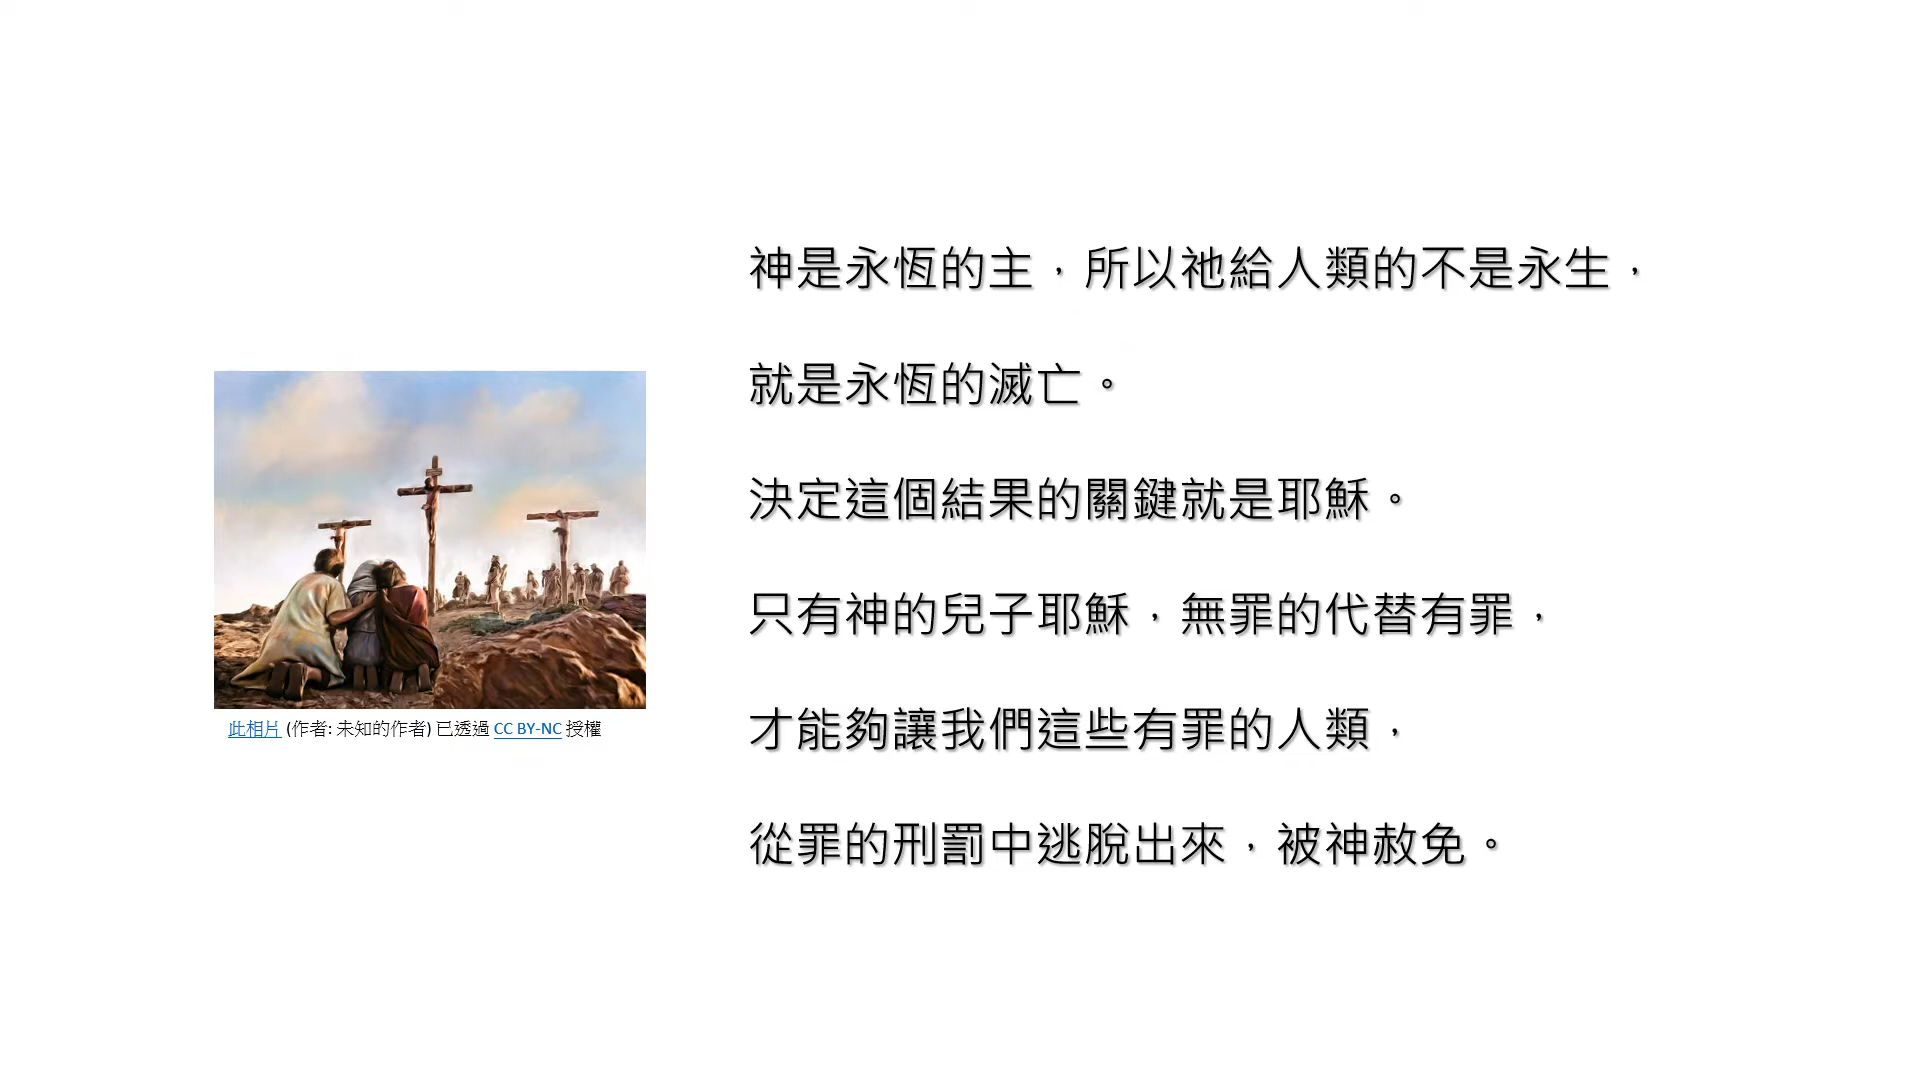 神是永恆的主，所以祂給人類的不是永生，
就是永恆的滅亡。
決定這個結果的關鍵就是耶穌。
只有神的兒子耶穌，無罪的代替有罪，
才能夠讓我們這些有罪的人類，
從罪的刑罰中逃脫出來，被神赦免。
此相片 (作者: 未知的作者) 已透過 CC BY-NC 授權